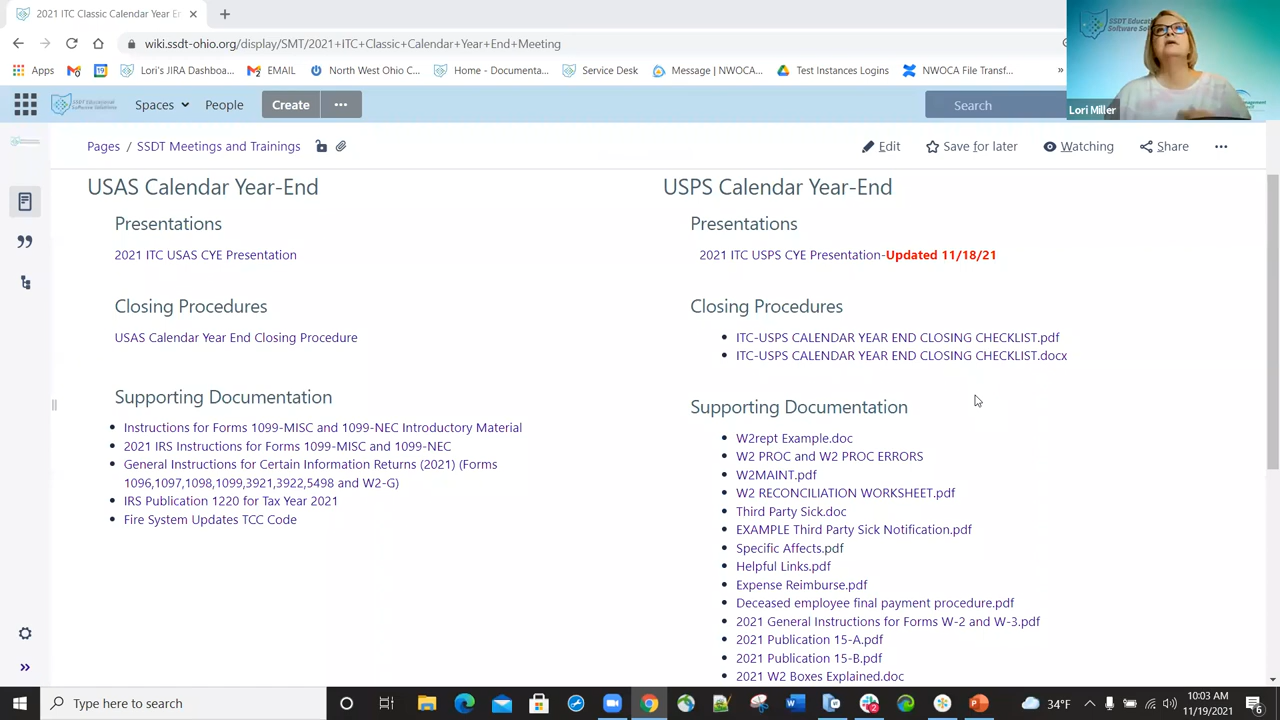 2021 ITC Classic Calendar Year En
wiki.ssdt-ohio.org/display/SMT/2021+ITC+Classic+Calendar+Year+End+Meeting
Apps
Lori's JIRA Dashboa...
EMAIL
North West Ohio C...
Home - Documenta...
Service Desk
Message | NWOCA...
Test Instances Logins
NWOCA File Transf...
»
SSDT Educati
Software So
Lori Miller
Spaces
People
Create
Search
Pages / SSDT Meetings and Trainings
Edit
Save for later
Watching
Share
USAS Calendar Year-End
Presentations
2021 ITC USAS CYE Presentation
Closing Procedures
USAS Calendar Year End Closing Procedure
Supporting Documentation
Instructions for Forms 1099-MISC and 1099-NEC Introductory Material
2021 IRS Instructions for Forms 1099-MISC and 1099-NEC
General Instructions for Certain Information Returns (2021) (Forms
1096,1097,1098,1099,3921,3922,5498 and W2-G)
IRS Publication 1220 for Tax Year 2021
Fire System Updates TCC Code
USPS Calendar Year-End
Presentations
2021 ITC USPS CYE Presentation-Updated 11/18/21
Closing Procedures
ITC-USPS CALENDAR YEAR END CLOSING CHECKLIST.pdf
ITC-USPS CALENDAR YEAR END CLOSING CHECKLIST.docx
Supporting Documentation
W2rept Example.doc
W2 PROC and W2 PROC ERRORS
W2MAINT.pdf
W2 RECONCILIATION WORKSHEET.pdf
Third Party Sick.doc
EXAMPLE Third Party Sick Notification.pdf
Specific Affects.pdf
Helpful Links.pdf
Expense Reimburse.pdf
Deceased employee final payment procedure.pdf
2021 General Instructions for Forms W-2 and W-3.pdf
2021 Publication 15-A.pdf
2021 Publication 15-B.pdf
2021 W2 Boxes Explained.doc
Type here to search
34°F
10:03 AM
11/19/2021
6